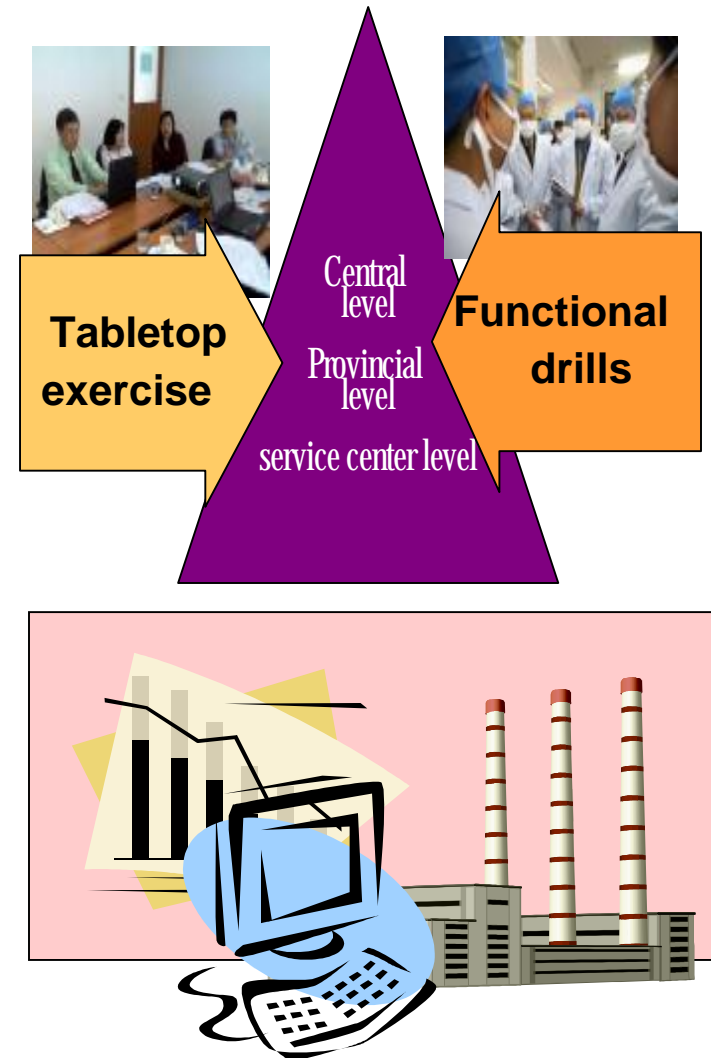 Tabletop
exercise
Central
level
Provincial
level
service center level
Functional
drills